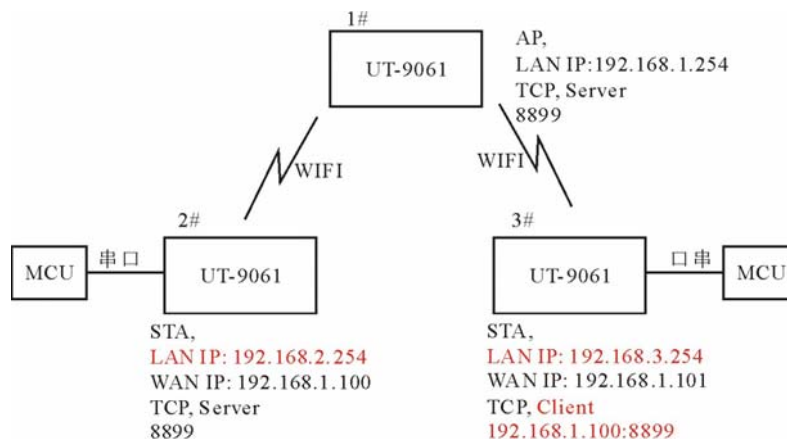 1#
UT-9061
AP,
LAN IP:192.168.1.254
TCP, Server
8899
WIFI
WIFI
2#
3#
MCU
串口
UT-9061
UT-9061
口串
MCU
STA,
LAN IP: 192.168.2.254
WAN IP: 192.168.1.100
TCP, Server
8899
STA,
LAN IP: 192.168.3.254
WAN IP: 192.168.1.101
TCP, Client
192.168.1.100:8899